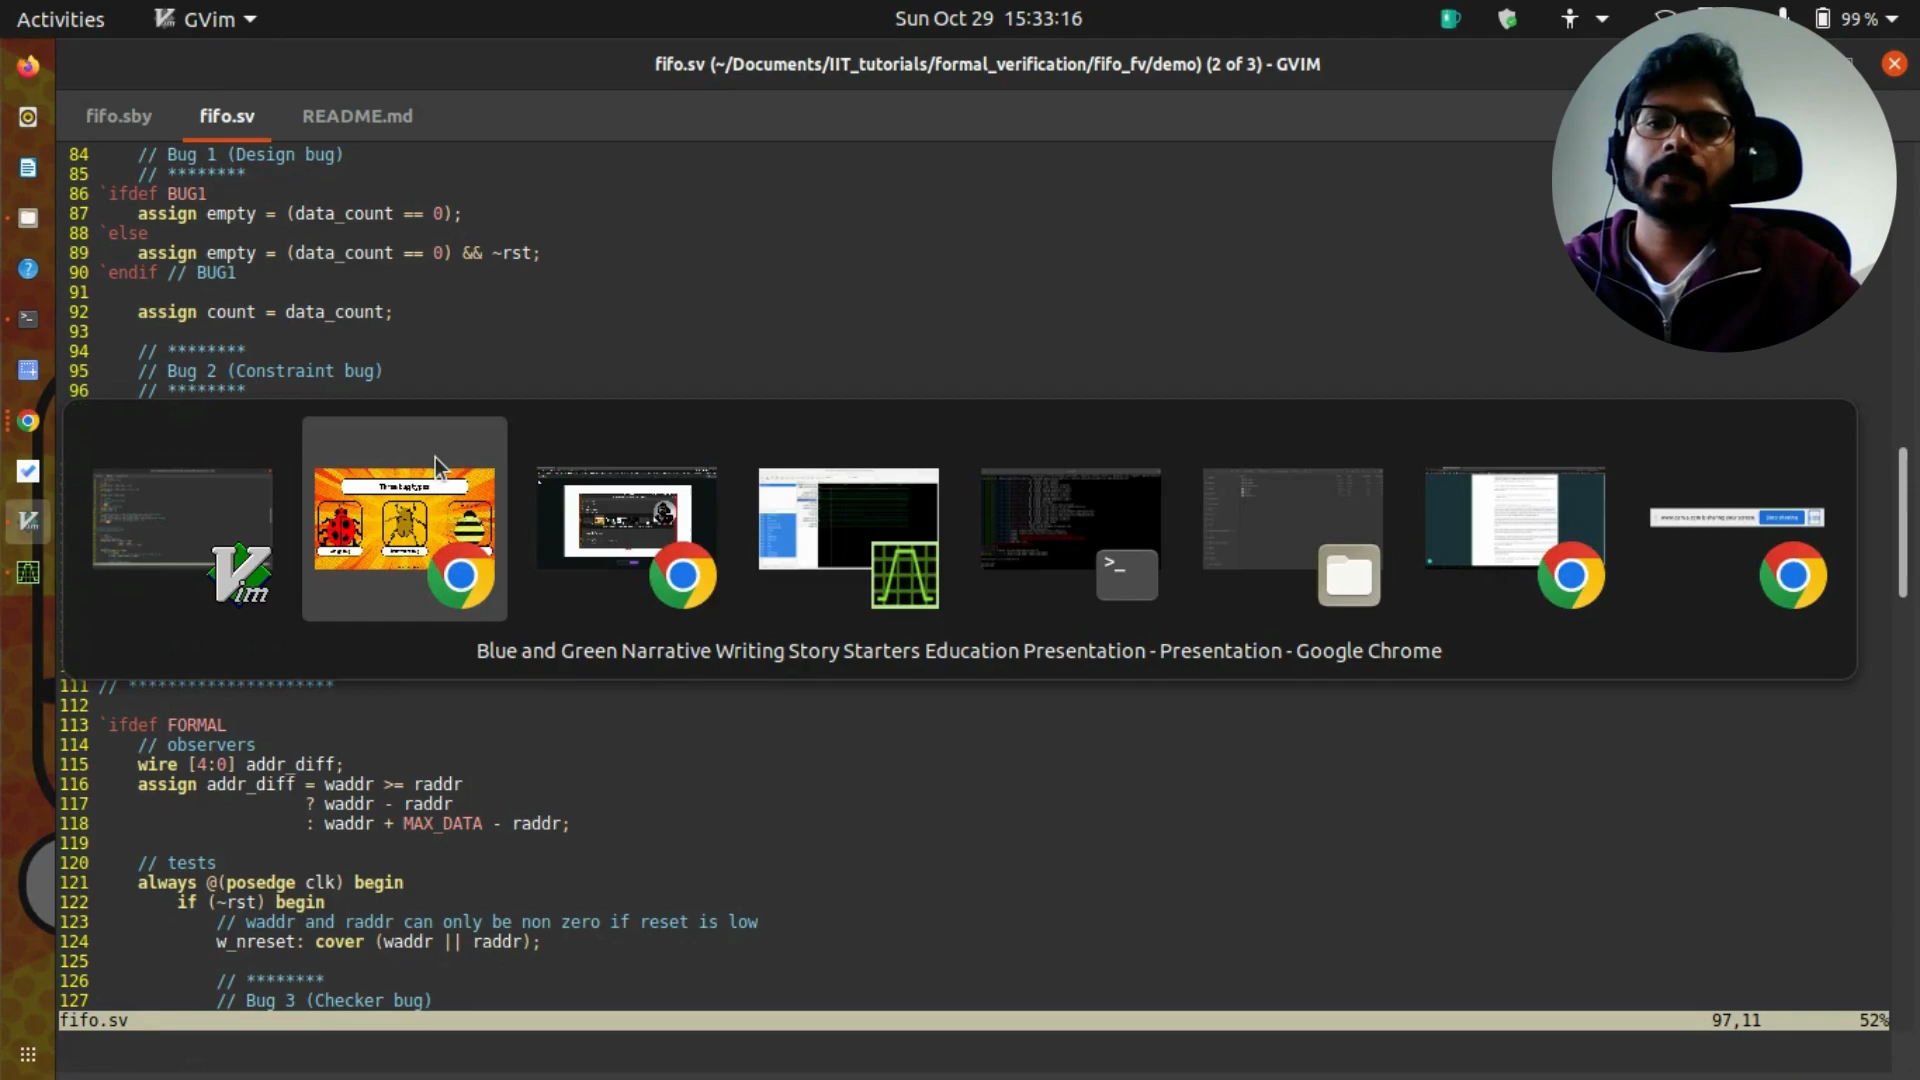 Activities
GVim
Sun Oct 29 15:33:16
99 %
fifo.sv (~/Documents/IIT_tutorials/formal_verification/fifo_fv/demo) (2 of 3) - GVIM
fifo.sby
fifo.sv
README.md
84 // Bug 1 (Design bug)
85 // ********
86 `ifdef BUG1
87 assign empty = (data_count == 0);
88 `else
89 assign empty = (data_count == 0) && ~rst;
90 `endif // BUG1
91
92 assign count = data_count;
93
94 // ********
95 // Bug 2 (Constraint bug)
96 // ********
Three bug types
Blue and Green Narrative Writing Story Starters Education Presentation - Presentation - Google Chrome
111 // *********************
112
113 `ifdef FORMAL
114 // observers
115 wire [4:0] addr_diff;
116 assign addr_diff = waddr >= raddr
117 ? waddr - raddr
118 : waddr + MAX_DATA - raddr;
119
120 // tests
121 always @(posedge clk) begin
122 if (~rst) begin
123 // waddr and raddr can only be non zero if reset is low
124 w_nreset: cover (waddr || raddr);
125
126 // ********
127 // Bug 3 (Checker bug)
fifo.sv
97,11
52%